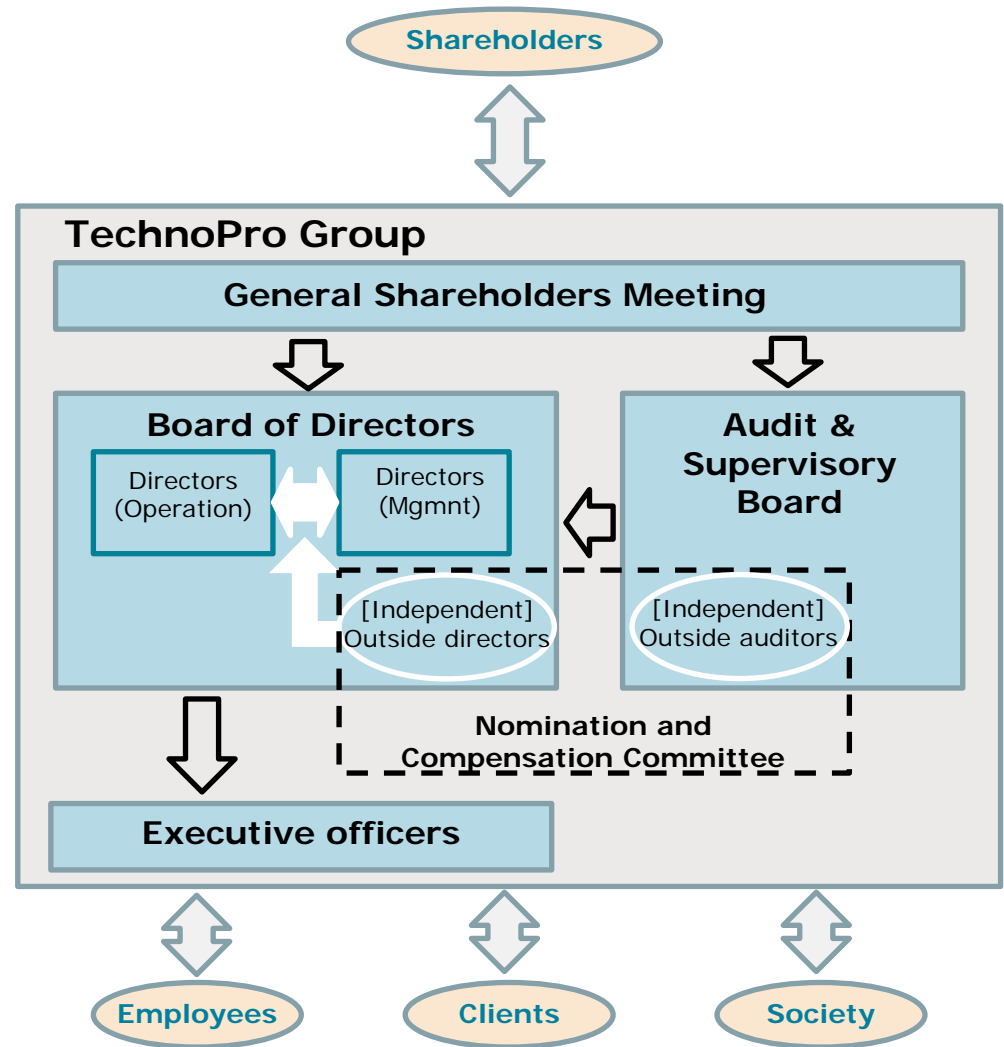 Shareholders
TechnoPro Group
General Shareholders Meeting
Board of Directors
Directors
(Operation)
Directors
(Mgmnt)
Audit &
Supervisory
Board
[Independent]
Outside directors
[Independent]
Outside auditors
Nomination and
Compensation Committee
Executive officers
Employees
Clients
Society